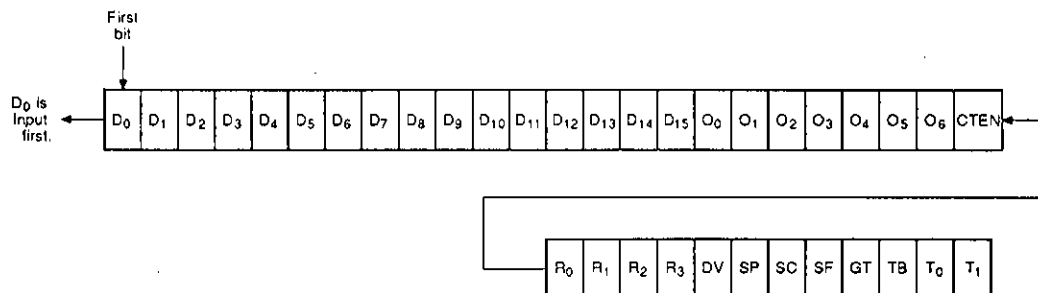 First
bit
D₀ is
Input
first.
D₀ D₁ D₂ D₃ D₄ D₅ D₆ D₇ D₈ D₉ D₁₀ D₁₁ D₁₂ D₁₃ D₁₄ D₁₅ O₀ O₁ O₂ O₃ O₄ O₅ O₆ CTEN
R₀ R₁ R₂ R₃ DV SP SC SF GT TB T₀ T₁